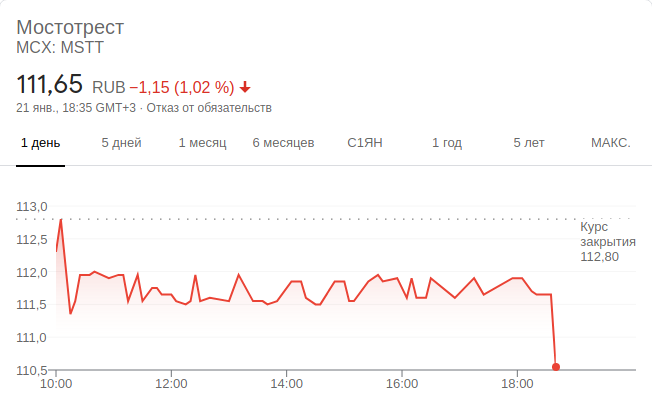 Мостотрест
MCX: MSTT
111,65 RUB −1,15 (1,02 %)
21 янв., 18:35 GMT+3 · Отказ от обязательств
1 день 5 дней 1 месяц 6 месяцев С1ЯН 1 год 5 лет МАКС.
113,0
Курс
закрытия
112,80
112,5
112,0
111,5
111,0
110,5
10:00 12:00 14:00 16:00 18:00